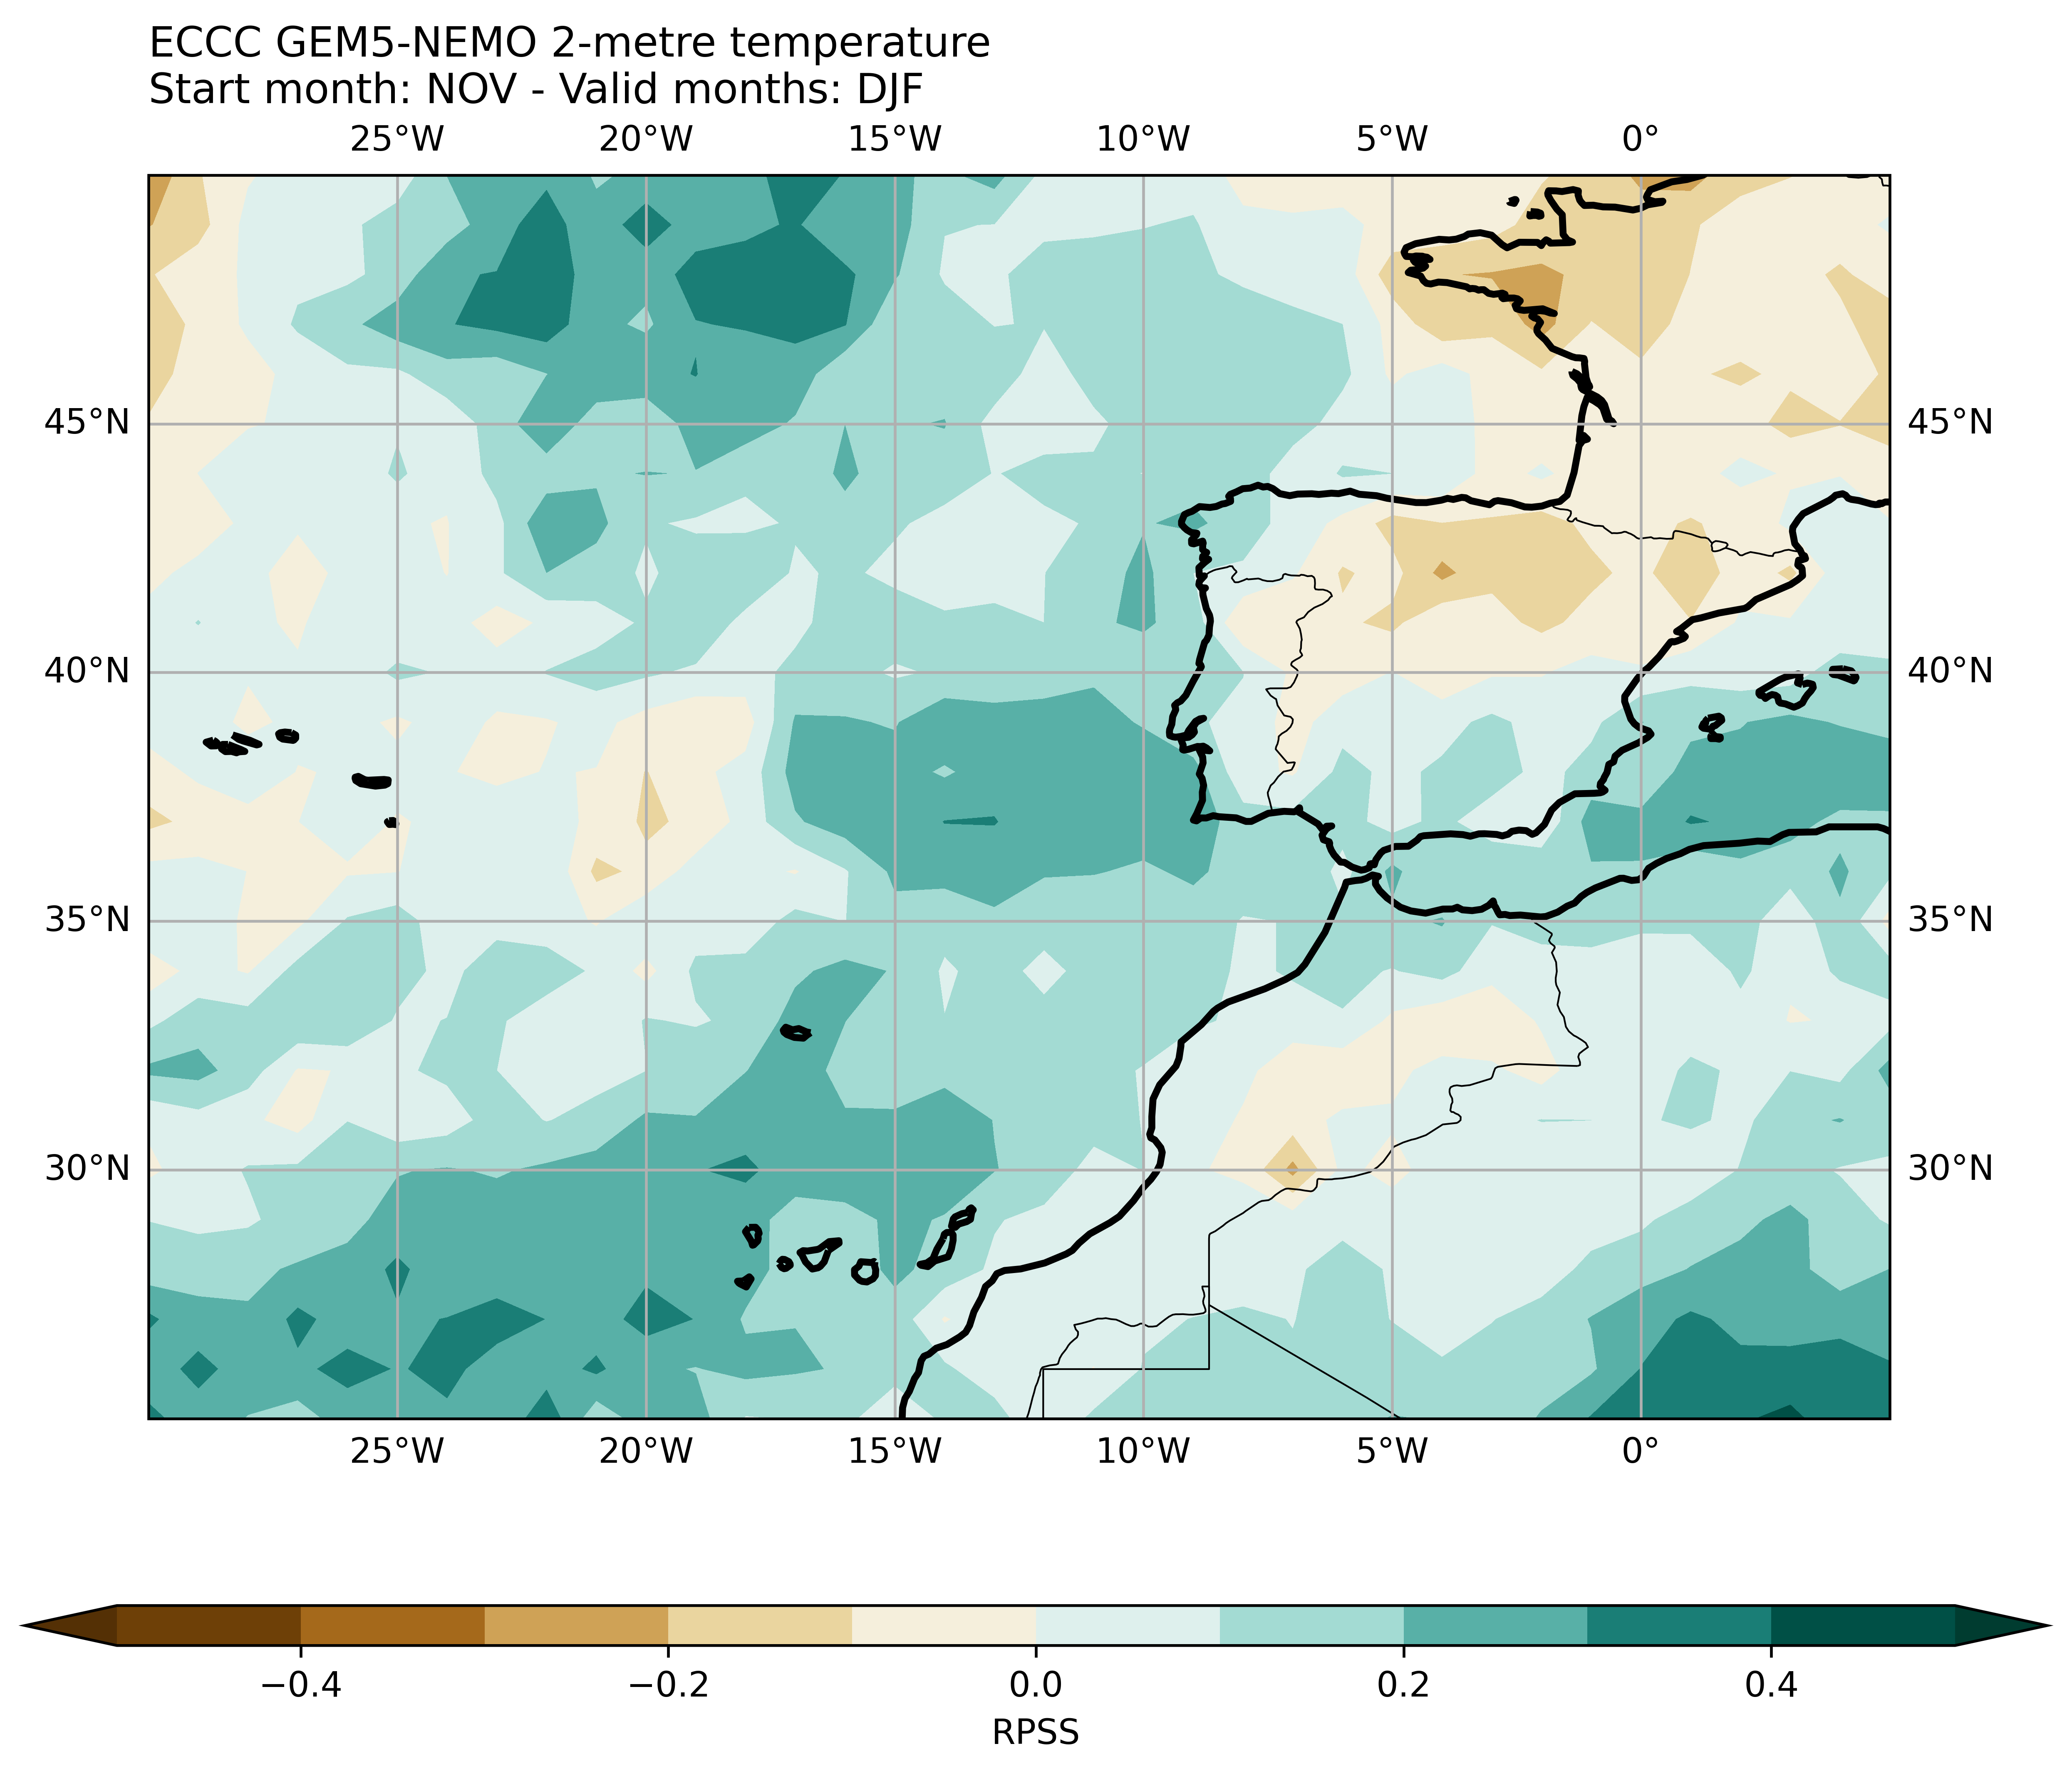 ECCC GEM5-NEMO 2-metre temperature
Start month: NOV - Valid months: DJF
25°W 20°W 15°W 10°W 5°W 0°
45°N 45°N
40°N 40°N
35°N 35°N
30°N 30°N
25°W 20°W 15°W 10°W 5°W 0°
−0.4 −0.2 0.0 0.2 0.4
RPSS